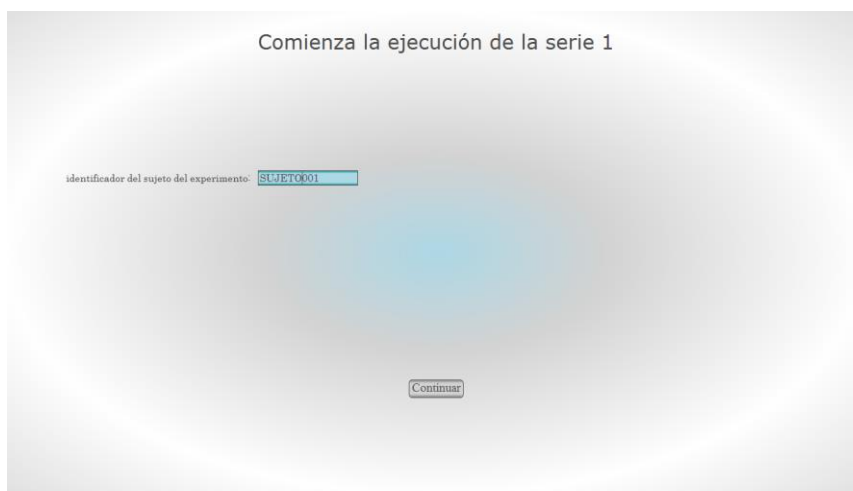 Comienza la ejecución de la serie 1
identificador del sujeto del experimento: SUJETO001
Continuar